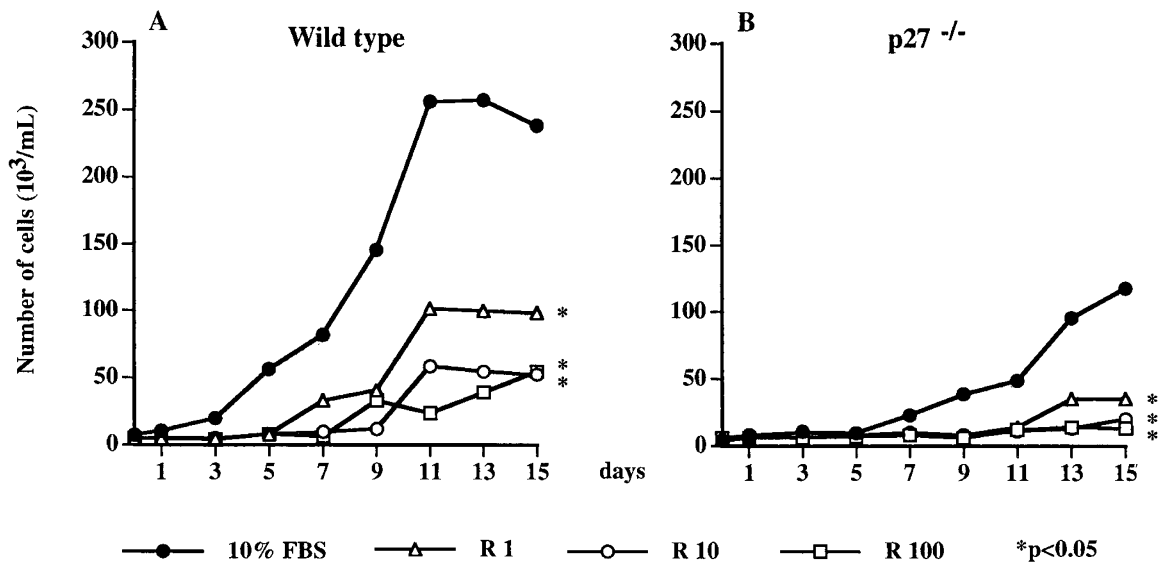 A
Wild type
B
p27 -/-
Number of cells (10³/mL)
300
250
200
150
100
50
0
1 3 5 7 9 11 13 15
*
*
*
days
300
250
200
150
100
50
0
1 3 5 7 9 11 13 15
*
*
*
10% FBS R 1 R 10 R 100 *p<0.05